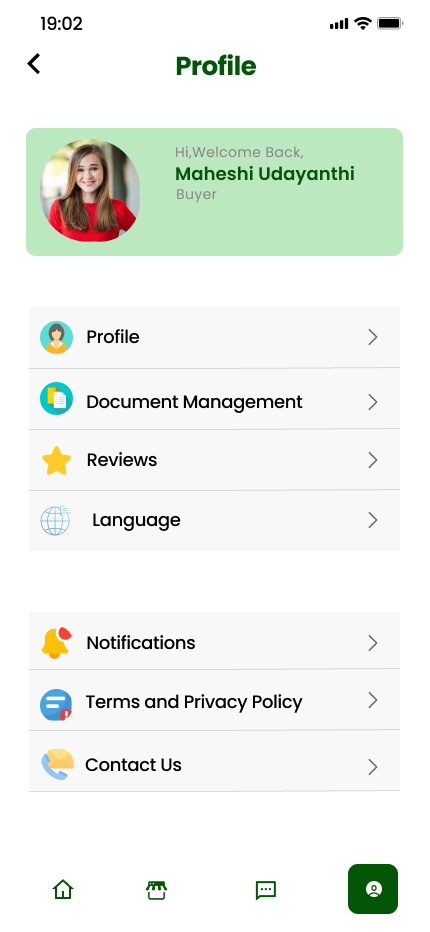 19:02
Profile
Hi,Welcome Back,
Maheshi Udayanthi
Buyer
Profile
Document Management
Reviews
Language
Notifications
Terms and Privacy Policy
Contact Us